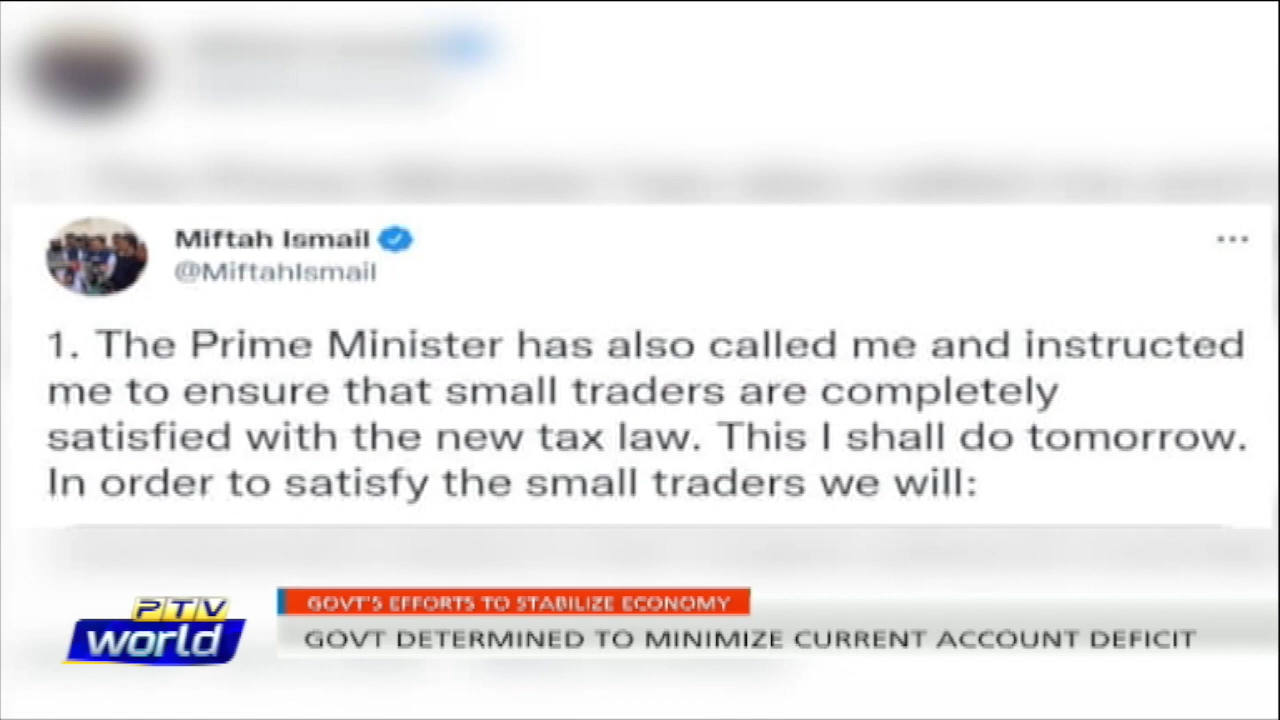 Miftah Ismail
@MiftahIsmail
1. The Prime Minister has also called me and instructed
me to ensure that small traders are completely
satisfied with the new tax law. This I shall do tomorrow.
In order to satisfy the small traders we will:
GOVT'S EFFORTS TO STABILIZE ECONOMY
PTV
world
GOVT DETERMINED TO MINIMIZE CURRENT ACCOUNT DEFICIT